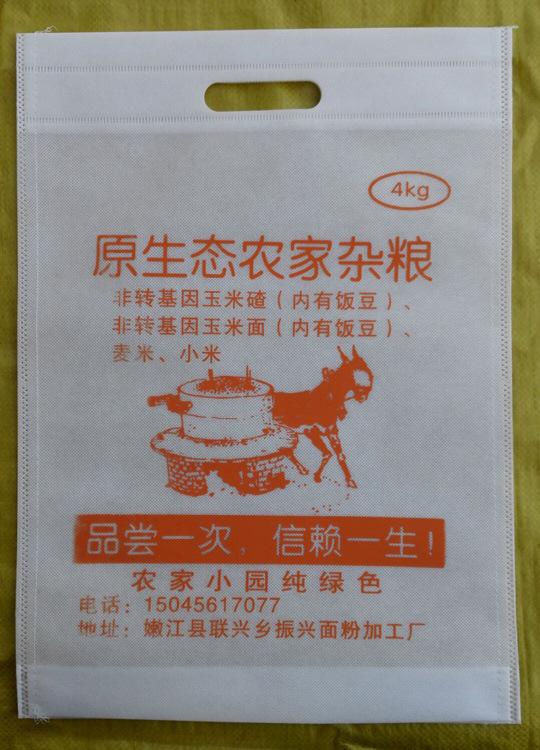 4kg
原生态农家杂粮
非转基因玉米碴（内有饭豆）、
非转基因玉米面（内有饭豆）、
麦米、小米
品尝一次，信赖一生！
农家小园纯绿色
电话：15045617077
地址：嫩江县联兴乡振兴面粉加工厂